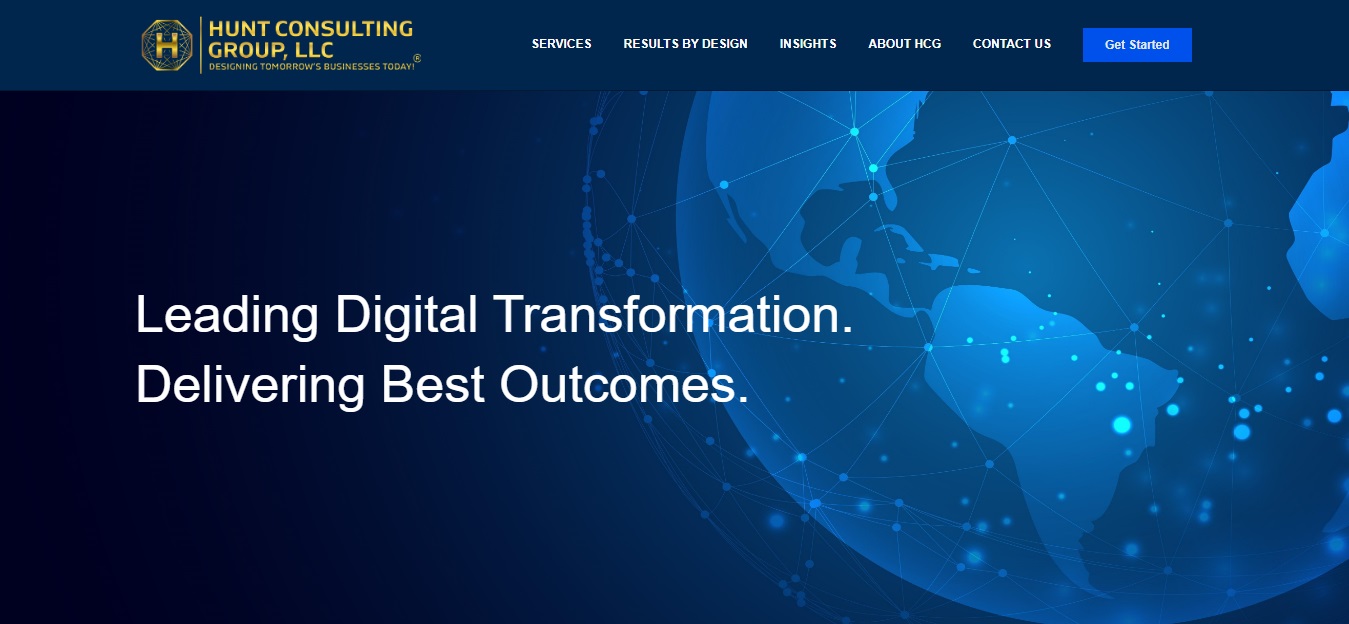 HUNT CONSULTING
GROUP, LLC
DESIGNING TOMORROW'S BUSINESSES TODAY!®
H
SERVICES
RESULTS BY DESIGN
INSIGHTS
ABOUT HCG
CONTACT US
Get Started
Leading Digital Transformation.
Delivering Best Outcomes.